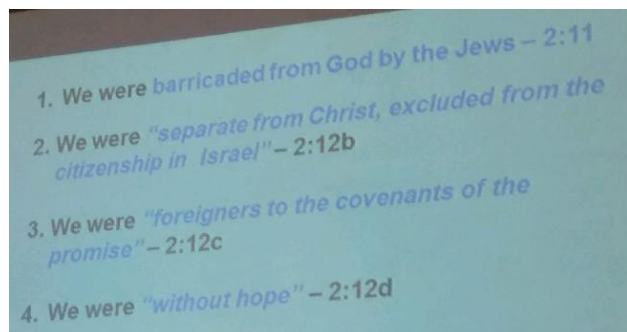 1. We were barricaded from God by the Jews – 2:11
2. We were "separate from Christ, excluded from the
citizenship in Israel" – 2:12b
3. We were "foreigners to the covenants of the
promise" – 2:12c
4. We were "without hope" – 2:12d